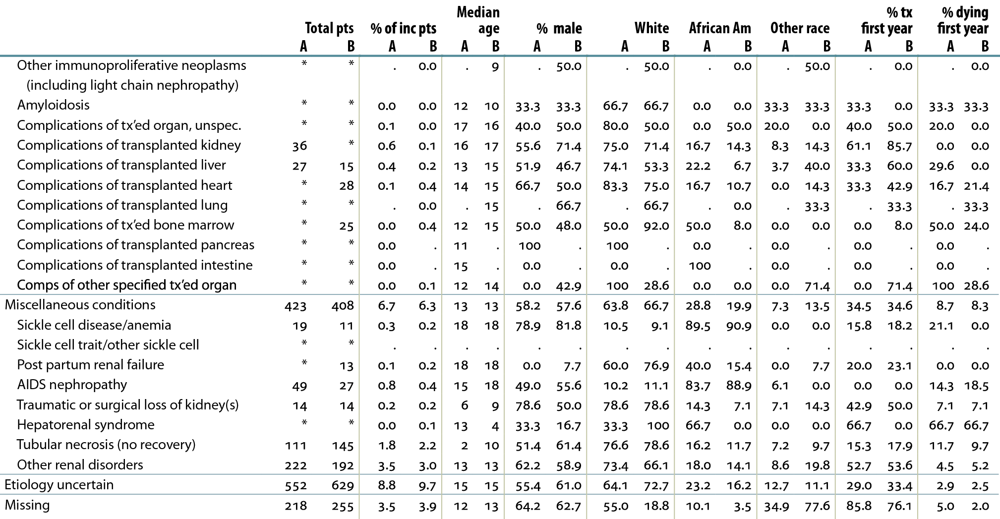 Median % tx % dying
Total pts % of inc pts age % male White African Am Other race first year first year
A B A B A B A B A B A B A B A B A B
Other immunoproliferative neoplasms * * . 0.0 . 9 . 50.0 . 50.0 . 0.0 . 50.0 . 0.0 . 0.0
(including light chain nephropathy)
Amyloidosis * * 0.0 0.0 12 10 33.3 33.3 66.7 66.7 0.0 0.0 33.3 33.3 33.3 0.0 33.3 33.3
Complications of tx’ed organ, unspec. * * 0.1 0.0 17 16 40.0 50.0 80.0 50.0 0.0 50.0 20.0 0.0 40.0 50.0 20.0 0.0
Complications of transplanted kidney 36 * 0.6 0.1 16 17 55.6 71.4 75.0 71.4 16.7 14.3 8.3 14.3 61.1 85.7 0.0 0.0
Complications of transplanted liver 27 15 0.4 0.2 13 15 51.9 46.7 74.1 53.3 22.2 6.7 3.7 40.0 33.3 60.0 29.6 0.0
Complications of transplanted heart * 28 0.1 0.4 14 15 66.7 50.0 83.3 75.0 16.7 10.7 0.0 14.3 33.3 42.9 16.7 21.4
Complications of transplanted lung * * . 0.0 . 15 . 66.7 . 66.7 . 0.0 . 33.3 . 33.3 . 33.3
Complications of tx’ed bone marrow * 25 0.0 0.4 12 15 50.0 48.0 50.0 92.0 50.0 8.0 0.0 0.0 0.0 8.0 50.0 24.0
Complications of transplanted pancreas * * 0.0 . 11 . 100 . 100 . 0.0 . 0.0 . 0.0 . 0.0 .
Complications of transplanted intestine * * 0.0 . 15 . 0.0 . 0.0 . 100 . 0.0 . 0.0 . 0.0 .
Comps of other specified tx’ed organ * * 0.0 0.1 12 14 0.0 42.9 100 28.6 0.0 0.0 0.0 71.4 0.0 71.4 100 28.6
Miscellaneous conditions 423 408 6.7 6.3 13 13 58.2 57.6 63.8 66.7 28.8 19.9 7.3 13.5 34.5 34.6 8.7 8.3
Sickle cell disease/anemia 19 11 0.3 0.2 18 18 78.9 81.8 10.5 9.1 89.5 90.9 0.0 0.0 15.8 18.2 21.1 0.0
Sickle cell trait/other sickle cell * * . . . . . . . . . . . . . . . .
Post partum renal failure * 13 0.1 0.2 18 18 0.0 7.7 60.0 76.9 40.0 15.4 0.0 7.7 20.0 23.1 0.0 0.0
AIDS nephropathy 49 27 0.8 0.4 15 18 49.0 55.6 10.2 11.1 83.7 88.9 6.1 0.0 0.0 0.0 14.3 18.5
Traumatic or surgical loss of kidney(s) 14 14 0.2 0.2 6 9 78.6 50.0 78.6 78.6 14.3 7.1 7.1 14.3 42.9 50.0 7.1 7.1
Hepatorenal syndrome * * 0.0 0.1 13 4 33.3 16.7 33.3 100 66.7 0.0 0.0 0.0 66.7 0.0 66.7 66.7
Tubular necrosis (no recovery) 111 145 1.8 2.2 2 10 51.4 61.4 76.6 78.6 16.2 11.7 7.2 9.7 15.3 17.9 11.7 9.7
Other renal disorders 222 192 3.5 3.0 13 13 62.2 58.9 73.4 66.1 18.0 14.1 8.6 19.8 52.7 53.6 4.5 5.2
Etiology uncertain 552 629 8.8 9.7 15 15 55.4 61.0 64.1 72.7 23.2 16.2 12.7 11.1 29.0 33.4 2.9 2.5
Missing 218 255 3.5 3.9 12 13 64.2 62.7 55.0 18.8 10.1 3.5 34.9 77.6 85.8 76.1 5.0 2.0